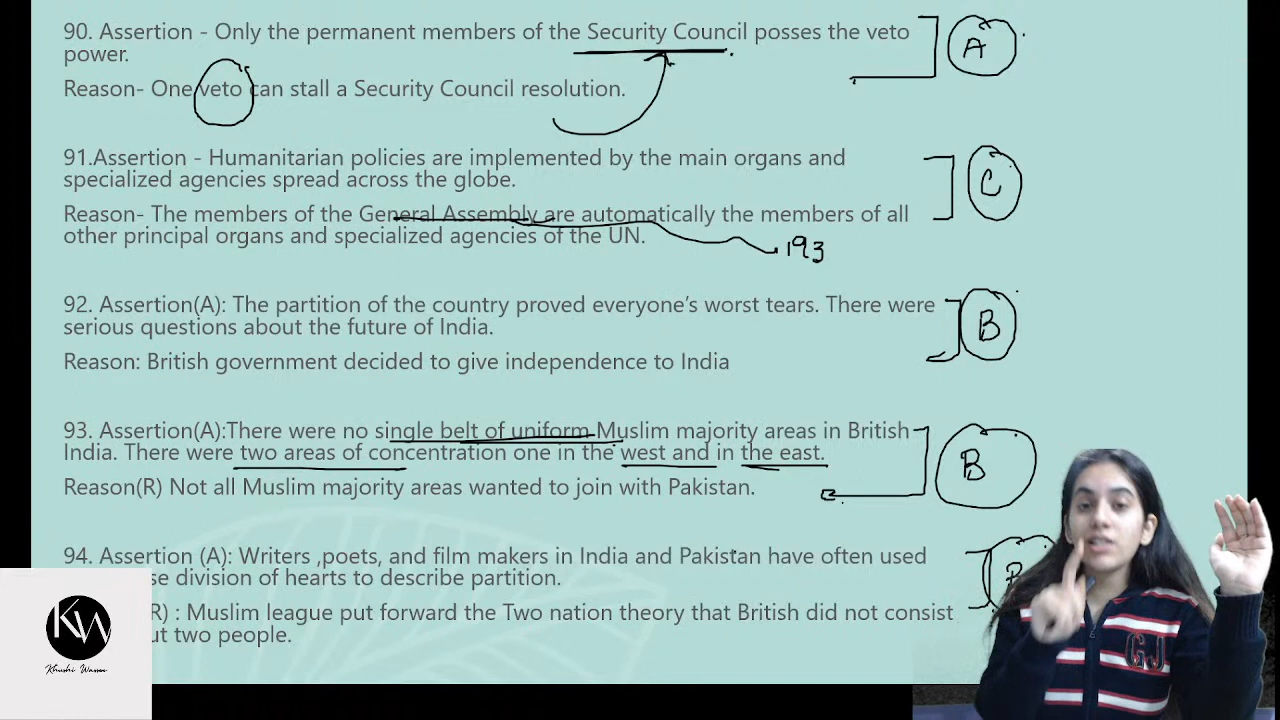 90. Assertion - Only the permanent members of the Security Council posses the veto
power.
A
Reason- One veto can stall a Security Council resolution.
91.Assertion - Humanitarian policies are implemented by the main organs and
specialized agencies spread across the globe.
C
Reason- The members of the General Assembly are automatically the members of all
other principal organs and specialized agencies of the UN.
193
92. Assertion(A): The partition of the country proved everyone's worst tears. There were
serious questions about the future of India.
B
Reason: British government decided to give independence to India
93. Assertion(A):There were no single belt of uniform Muslim majority areas in British
India. There were two areas of concentration one in the west and in the east.
B
Reason(R) Not all Muslim majority areas wanted to join with Pakistan.
94. Assertion (A): Writers ,poets, and film makers in India and Pakistan have often used
se division of hearts to describe partition.
R) : Muslim league put forward the Two nation theory that British did not consist
ut two people.
KW
Khushi Wasson
GJ